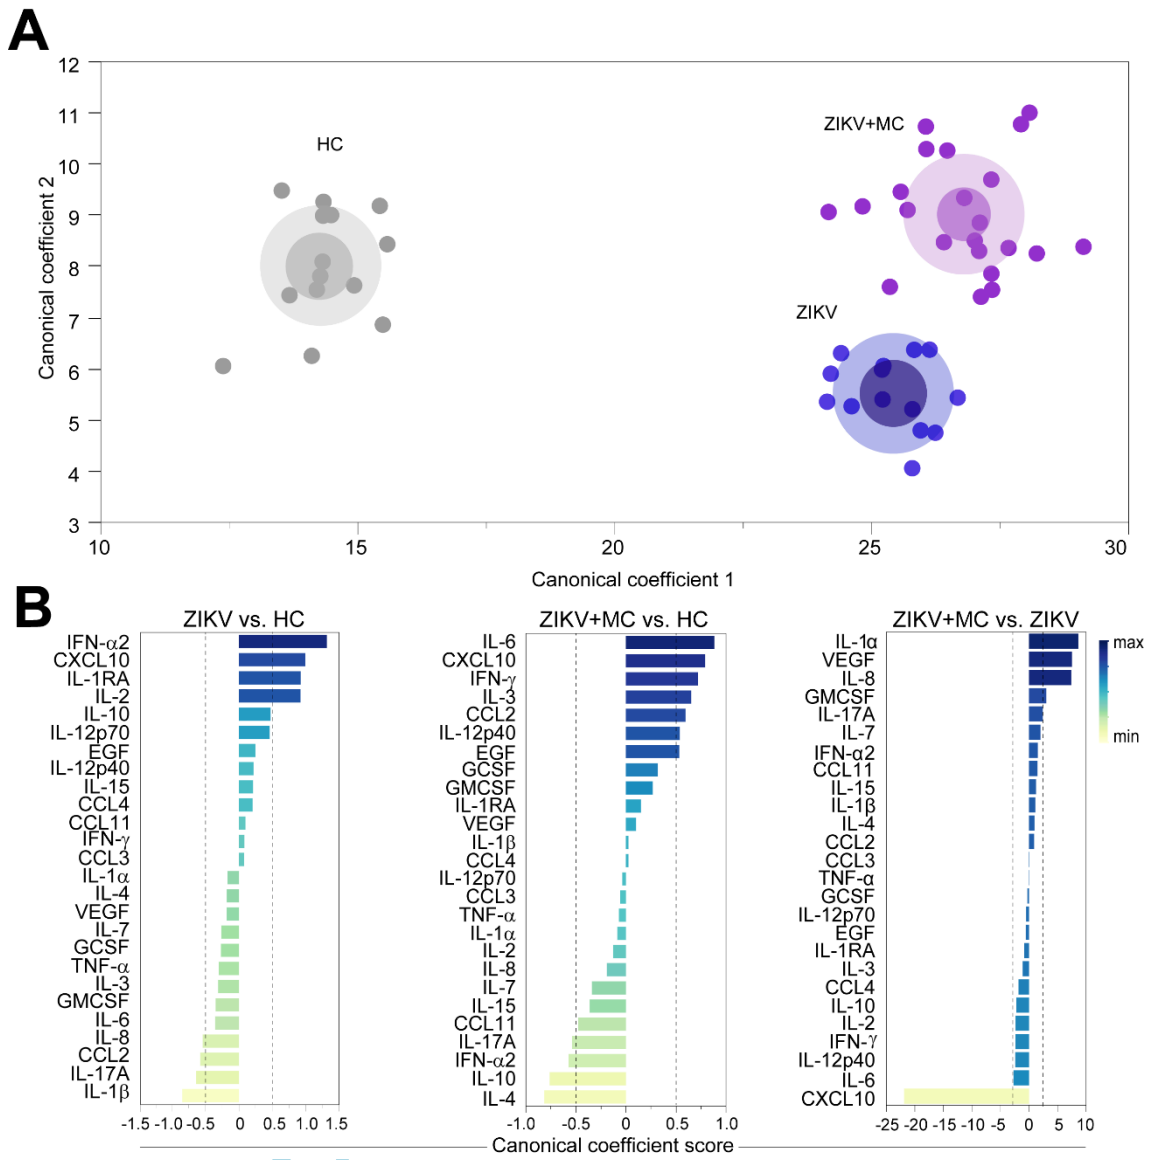 A
12
11
10
9
8
7
6
5
4
3
Canonical coefficient 2
HC
ZIKV+MC
ZIKV
10 15 20 25 30
Canonical coefficient 1
B
ZIKV vs. HC
IFN-α2
CXCL10
IL-1RA
IL-2
IL-10
IL-12p70
EGF
IL-12p40
IL-15
CCL4
CCL11
IFN-γ
CCL3
IL-1α
IL-4
VEGF
IL-7
GCSF
TNF-α
IL-3
GMCSF
IL-6
IL-8
CCL2
IL-17A
IL-1β
-1.5 -1.0 -0.5 0 0.5 1.0 1.5
ZIKV+MC vs. HC
IL-6
CXCL10
IFN-γ
IL-3
CCL2
IL-12p40
EGF
GCSF
GMCSF
IL-1RA
VEGF
IL-1β
CCL4
IL-12p70
CCL3
TNF-α
IL-1α
IL-2
IL-8
IL-7
IL-15
CCL11
IL-17A
IFN-α2
IL-10
IL-4
-1.0 -0.5 0 0.5 1.0
ZIKV+MC vs. ZIKV
IL-1α
VEGF
IL-8
GMCSF
IL-17A
IL-7
IFN-α2
CCL11
IL-15
IL-1β
IL-4
CCL2
CCL3
TNF-α
GCSF
IL-12p70
EGF
IL-1RA
IL-3
CCL4
IL-10
IL-2
IFN-γ
IL-12p40
IL-6
CXCL10
-25 -20 -15 -10 -5 0 5 10
max
min
Canonical coefficient score